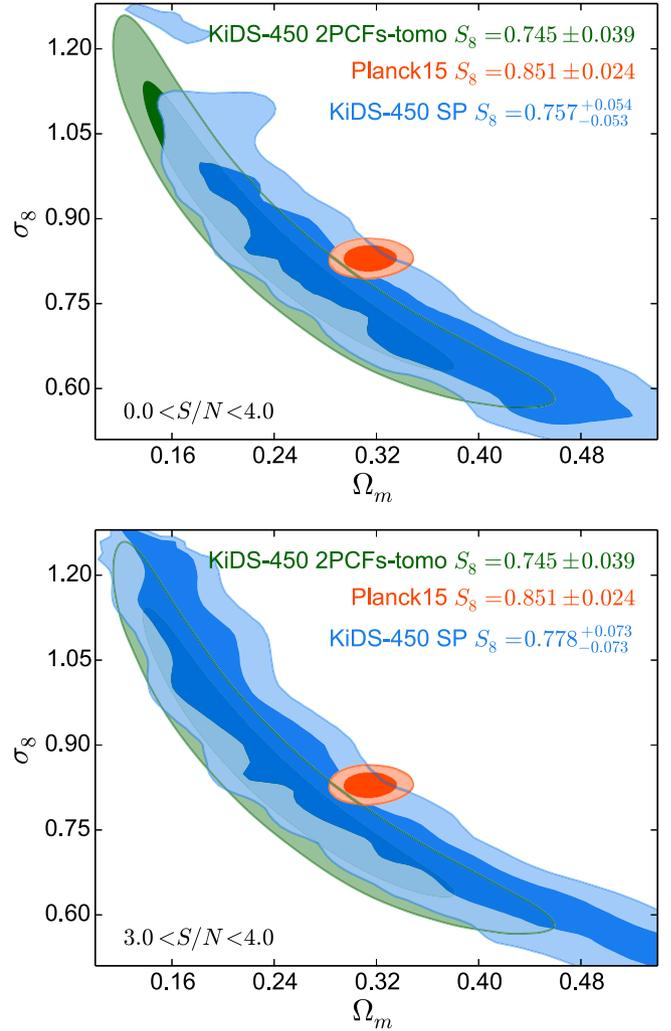 KiDS-450 2PCFs-tomo S₈ = 0.745 ± 0.039
Planck15 S₈ = 0.851 ± 0.024
KiDS-450 SP S₈ = 0.757 +0.054 −0.053
1.20
1.05
0.90
0.75
0.60
σ₈
0.0 < S/N < 4.0
0.16 0.24 0.32 0.40 0.48
Ωₘ
KiDS-450 2PCFs-tomo S₈ = 0.745 ± 0.039
Planck15 S₈ = 0.851 ± 0.024
KiDS-450 SP S₈ = 0.778 +0.073 −0.073
1.20
1.05
0.90
0.75
0.60
σ₈
3.0 < S/N < 4.0
0.16 0.24 0.32 0.40 0.48
Ωₘ